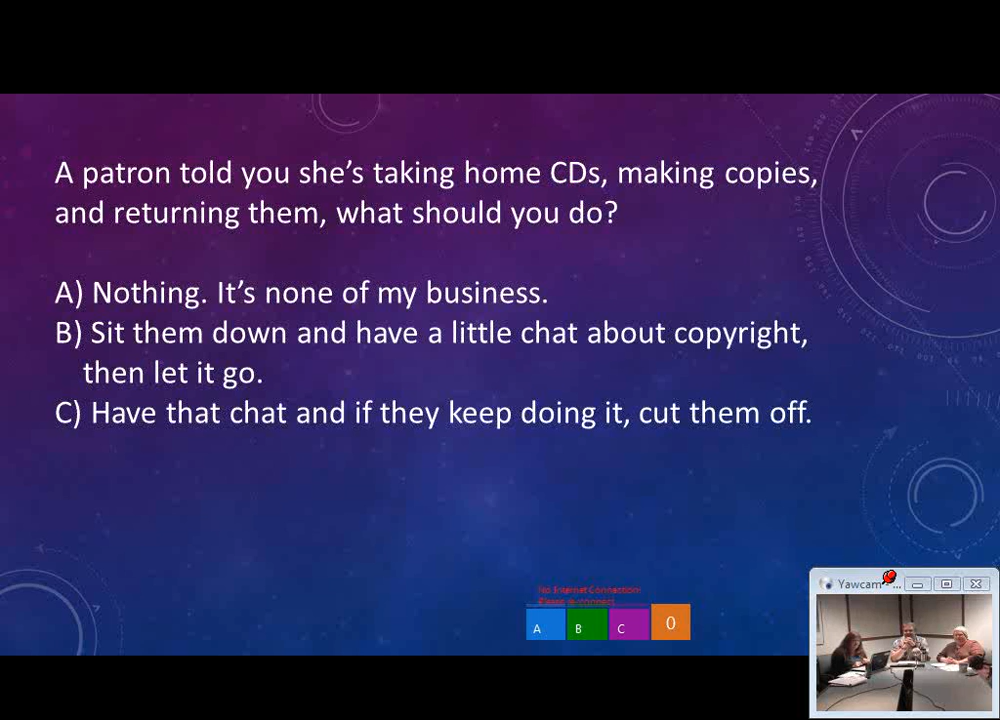 A patron told you she's taking home CDs, making copies,
and returning them, what should you do?
A) Nothing. It's none of my business.
B) Sit them down and have a little chat about copyright,
then let it go.
C) Have that chat and if they keep doing it, cut them off.
No Internet Connection!
Please
A
B
C
0
Yawcam